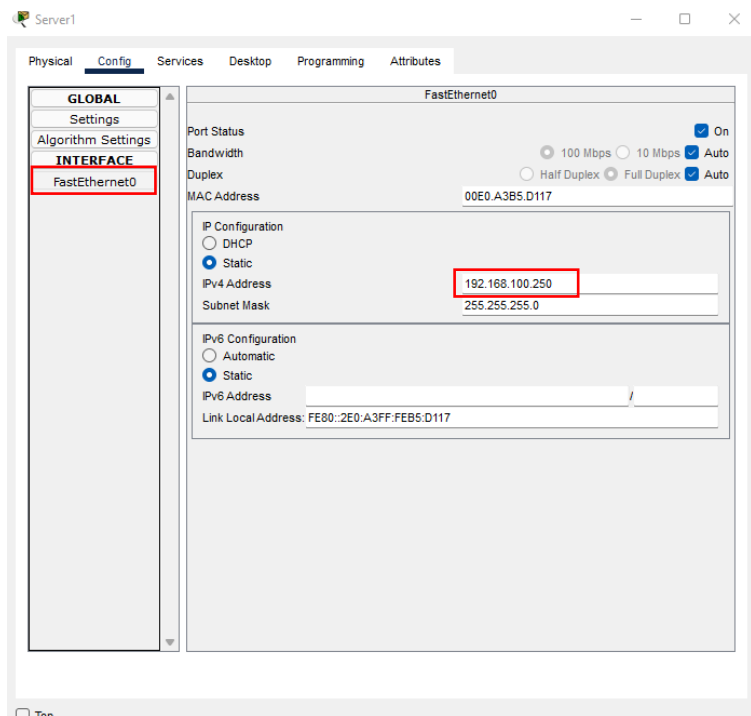 Server1
Physical Config Services Desktop Programming Attributes
GLOBAL
Settings
Algorithm Settings
INTERFACE
FastEthernet0
FastEthernet0
Port Status On
Bandwidth 100 Mbps 10 Mbps Auto
Duplex Half Duplex Full Duplex Auto
MAC Address 00E0.A3B5.D117
IP Configuration
DHCP
Static
IPv4 Address 192.168.100.250
Subnet Mask 255.255.255.0
IPv6 Configuration
Automatic
Static
IPv6 Address /
Link Local Address: FE80::2E0:A3FF:FEB5:D117
Top